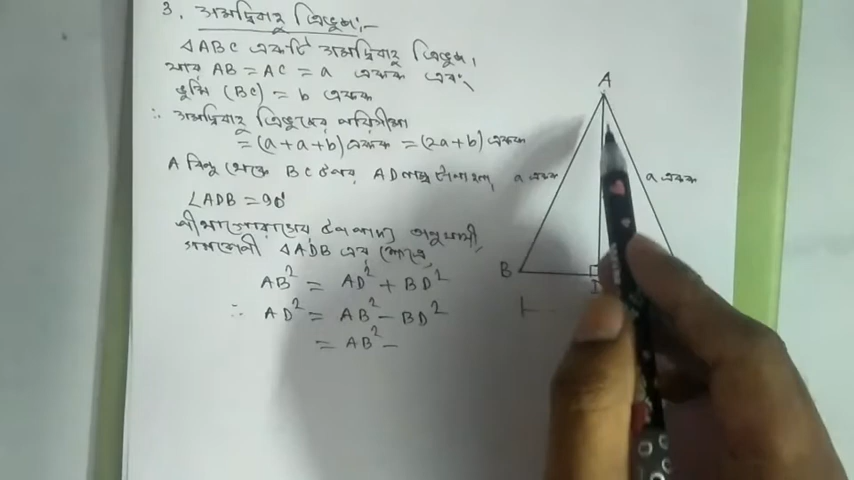 3. সমদ্বিবাহু ত্রিভুজ:-
△ABC একটি সমদ্বিবাহু ত্রিভুজ,
যার AB = AC = a একক এবং
ভূমি (BC) = b একক
∴ সমদ্বিবাহু ত্রিভুজের পরিসীমা
= (a+a+b) একক = (2a+b) একক
A বিন্দু থেকে BC এর উপর AD লম্ব টানা হল,
∠ADB = 90°
পীথাগোরাসের উপপাদ্য অনুযায়ী,
সমকোণী △ADB এর ক্ষেত্রে,
AB² = AD² + BD²
∴ AD² = AB² - BD²
= AB² -
A
a একক
a একক
B